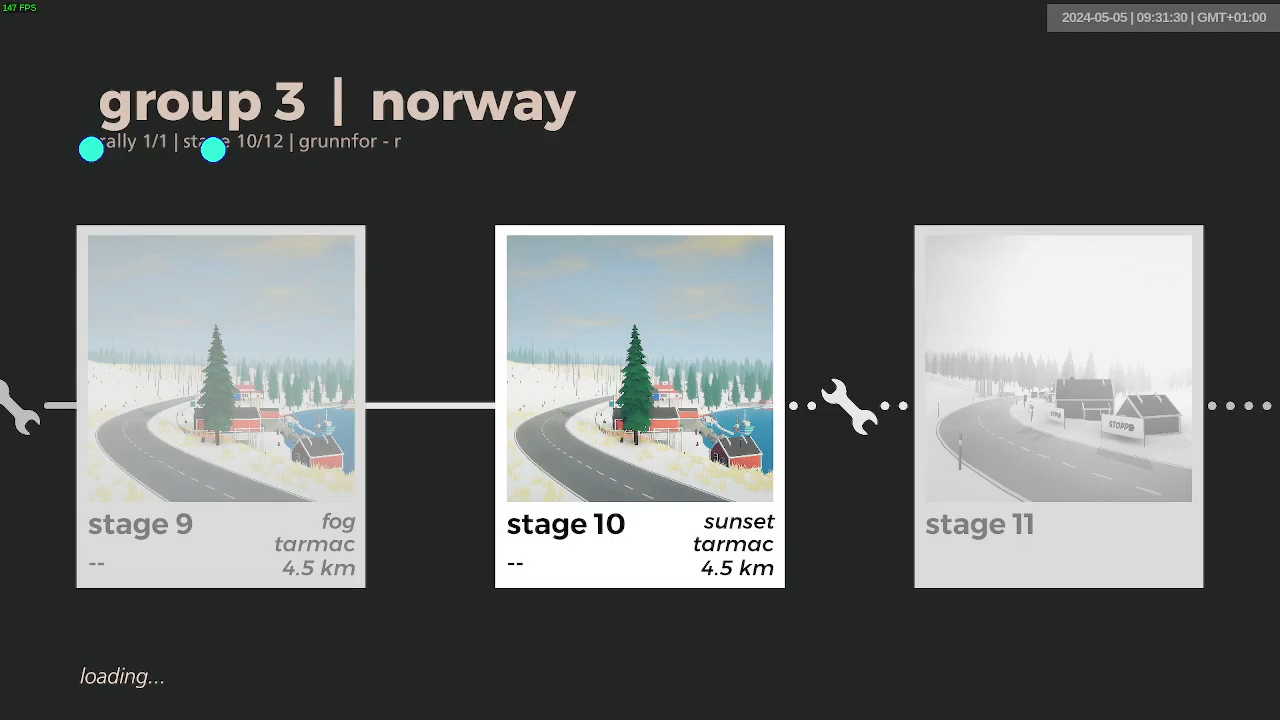 147 FPS
2024-05-05 | 09:31:30 | GMT+01:00
group 3 | norway
rally 1/1 | stage 10/12 | grunnfor - r
stage 9
fog
tarmac
--
4.5 km
stage 10
sunset
tarmac
--
4.5 km
STOPP
stage 11
loading...